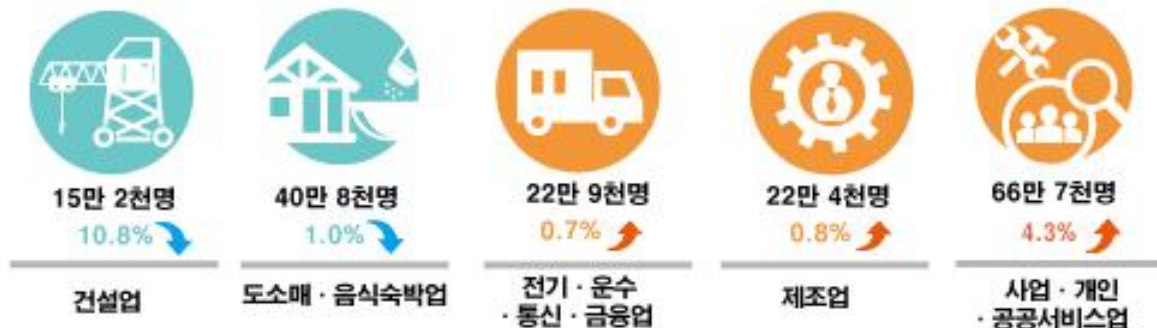 15만 2천명
10.8%
건설업
40만 8천명
1.0%
도소매 · 음식숙박업
22만 9천명
0.7%
전기 · 운수
· 통신 · 금융업
22만 4천명
0.8%
제조업
66만 7천명
4.3%
사업 · 개인
· 공공서비스업